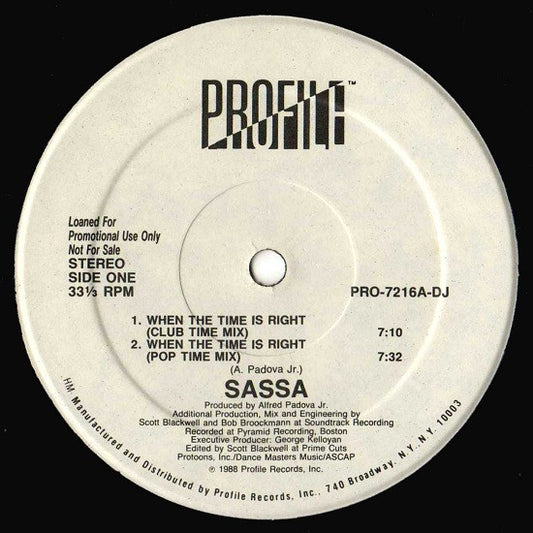 PROFILE™
Loaned For
Promotional Use Only
Not For Sale
STEREO
SIDE ONE
33⅓ RPM
PRO-7216A-DJ
1. WHEN THE TIME IS RIGHT
(CLUB TIME MIX) 7:10
2. WHEN THE TIME IS RIGHT
(POP TIME MIX) 7:32
(A. Padova Jr.)
SASSA
Produced by Alfred Padova Jr.
Additional Production, Mix and Engineering by
Scott Blackwell and Bob Broockmann at Soundtrack Recording
Recorded at Pyramid Recording, Boston
Executive Producer: George Kelloyan
Edited by Scott Blackwell at Prime Cuts
Protoons, Inc./Dance Masters Music/ASCAP
℗ 1988 Profile Records, Inc.
HM Manufactured and Distributed by Profile Records, Inc., 740 Broadway, N.Y., N.Y. 10003